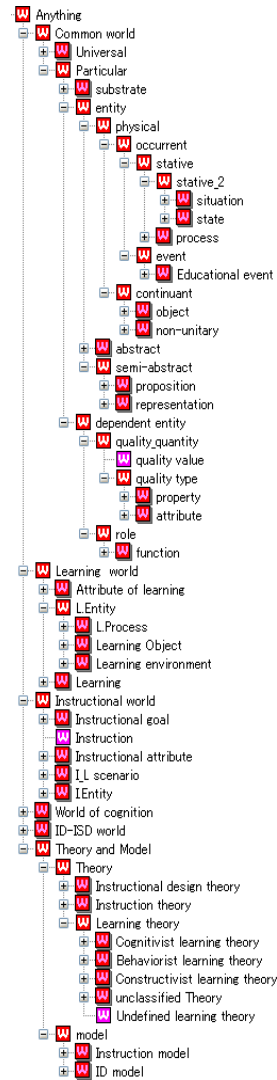 Anything
Common world
Universal
Particular
substrate
entity
physical
occurrent
stative
stative_2
situation
state
process
event
Educational event
continuant
object
non-unitary
abstract
semi-abstract
proposition
representation
dependent entity
quality_quantity
quality value
quality type
property
attribute
role
function
Learning world
Attribute of learning
L.Entity
L.Process
Learning Object
Learning environment
Learning
Instructional world
Instructional goal
Instruction
Instructional attribute
I_L scenario
I.Entity
World of cognition
ID-ISD world
Theory and Model
Theory
Instructional design theory
Instruction theory
Learning theory
Cognitivist learning theory
Behaviorist learning theory
Constructivist learning theory
unclassified Theory
Undefined learning theory
model
Instruction model
ID model